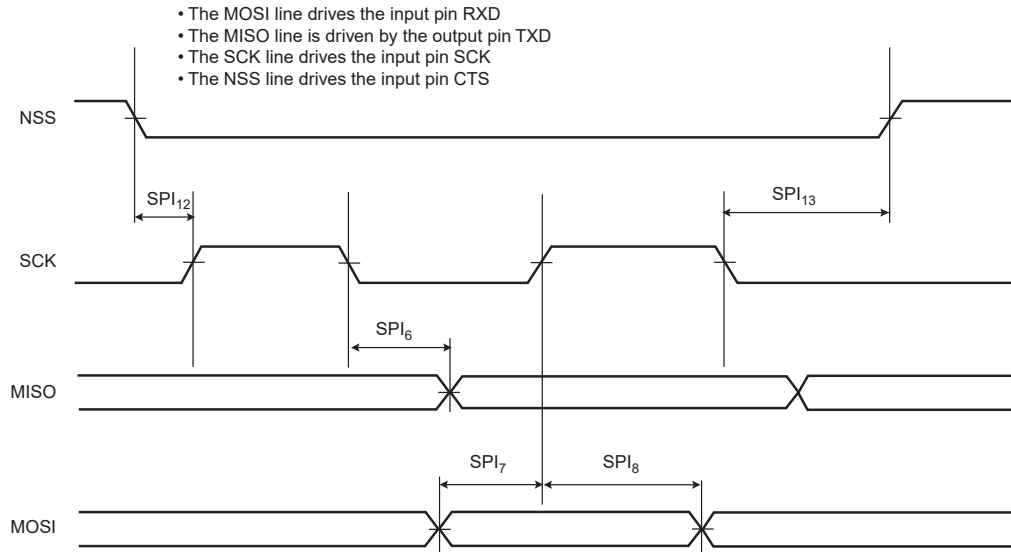 • The MOSI line drives the input pin RXD
• The MISO line is driven by the output pin TXD
• The SCK line drives the input pin SCK
• The NSS line drives the input pin CTS
NSS
SPI12
SPI13
SCK
SPI6
MISO
SPI7
SPI8
MOSI